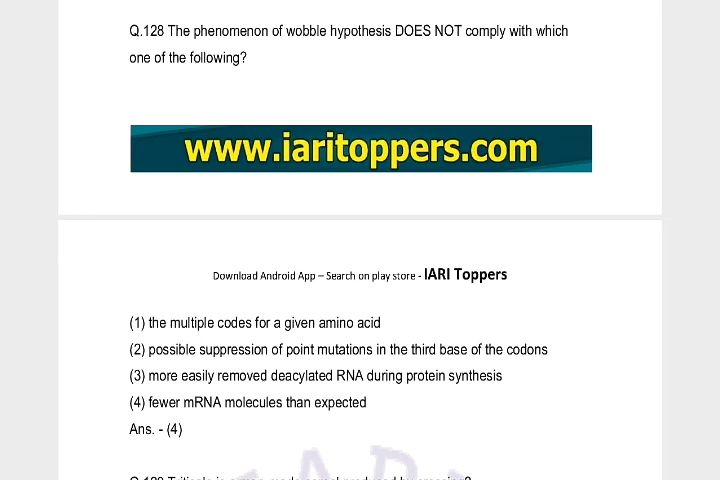 Q.128 The phenomenon of wobble hypothesis DOES NOT comply with which
one of the following?
www.iaritoppers.com
Download Android App – Search on play store - IARI Toppers
(1) the multiple codes for a given amino acid
(2) possible suppression of point mutations in the third base of the codons
(3) more easily removed deacylated RNA during protein synthesis
(4) fewer mRNA molecules than expected
Ans. - (4)